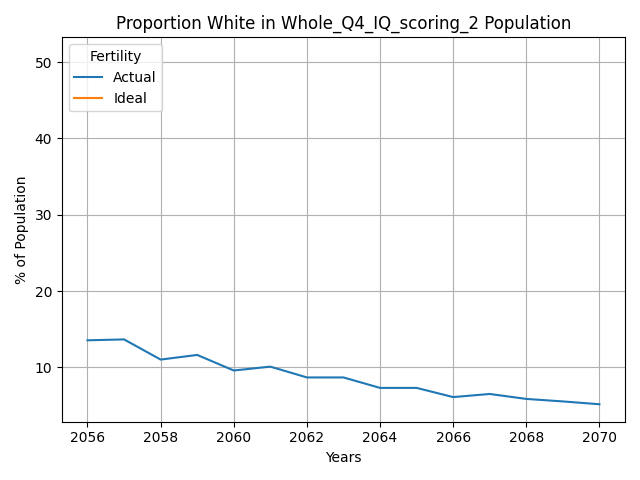 Proportion White in Whole_Q4_IQ_scoring_2 Population
Fertility
Actual
Ideal
50
40
30
20
10
% of Population
2056 2058 2060 2062 2064 2066 2068 2070
Years